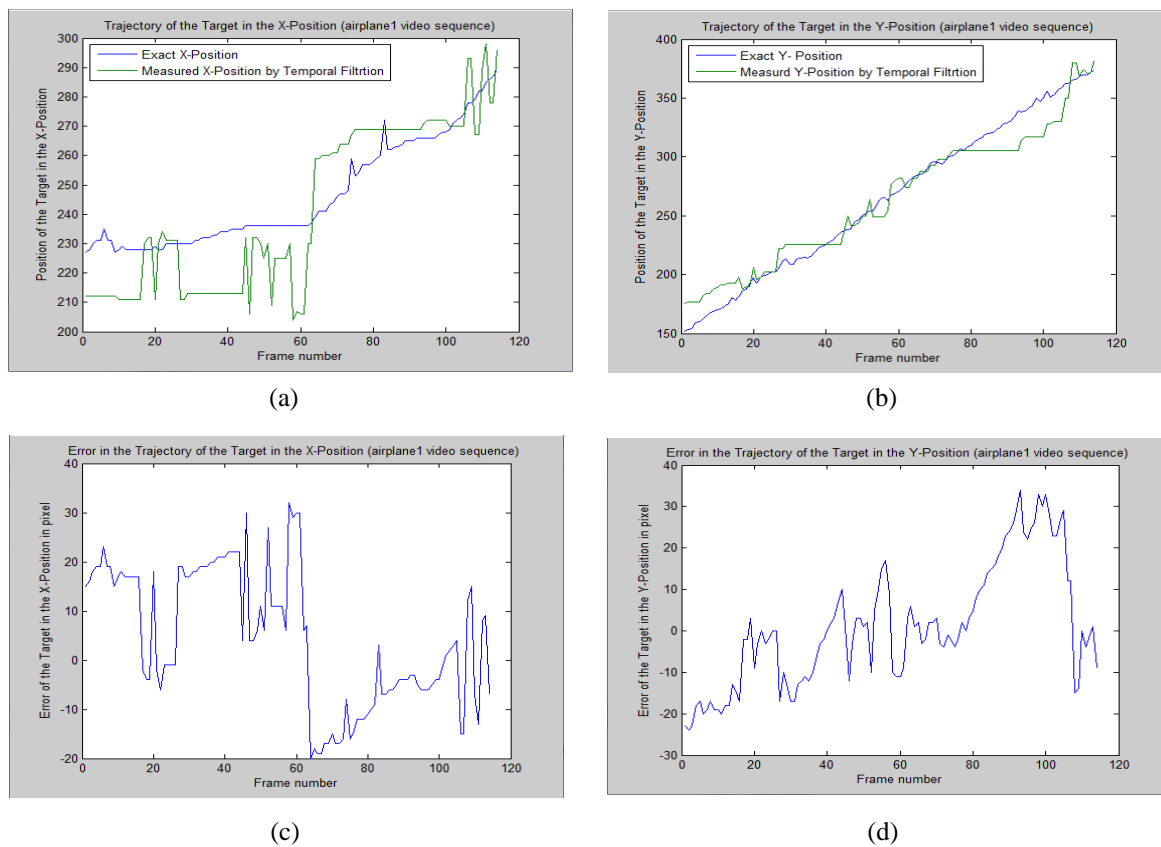 Trajectory of the Target in the X-Position (airplane1 video sequence)
Exact X-Position
Measured X-Position by Temporal Filtrtion
Position of the Target in the X-Position
300
290
280
270
260
250
240
230
220
210
200
0 20 40 60 80 100 120
Frame number
(a)
Trajectory of the Target in the Y-Position (airplane1 video sequence)
Exact Y- Position
Measurd Y-Position by Temporal Filtrtion
Position of the Target in the Y-Position
400
350
300
250
200
150
0 20 40 60 80 100 120
Frame number
(b)
Error in the Trajectory of the Target in the X-Position (airplane1 video sequence)
Error of the Target in the X-Position in pixel
40
30
20
10
0
-10
-20
0 20 40 60 80 100 120
Frame number
(c)
Error in the Trajectory of the Target in the Y-Position (airplane1 video sequence)
Error of the Target in the Y-Position in pixel
40
30
20
10
0
-10
-20
-30
0 20 40 60 80 100 120
Frame number
(d)